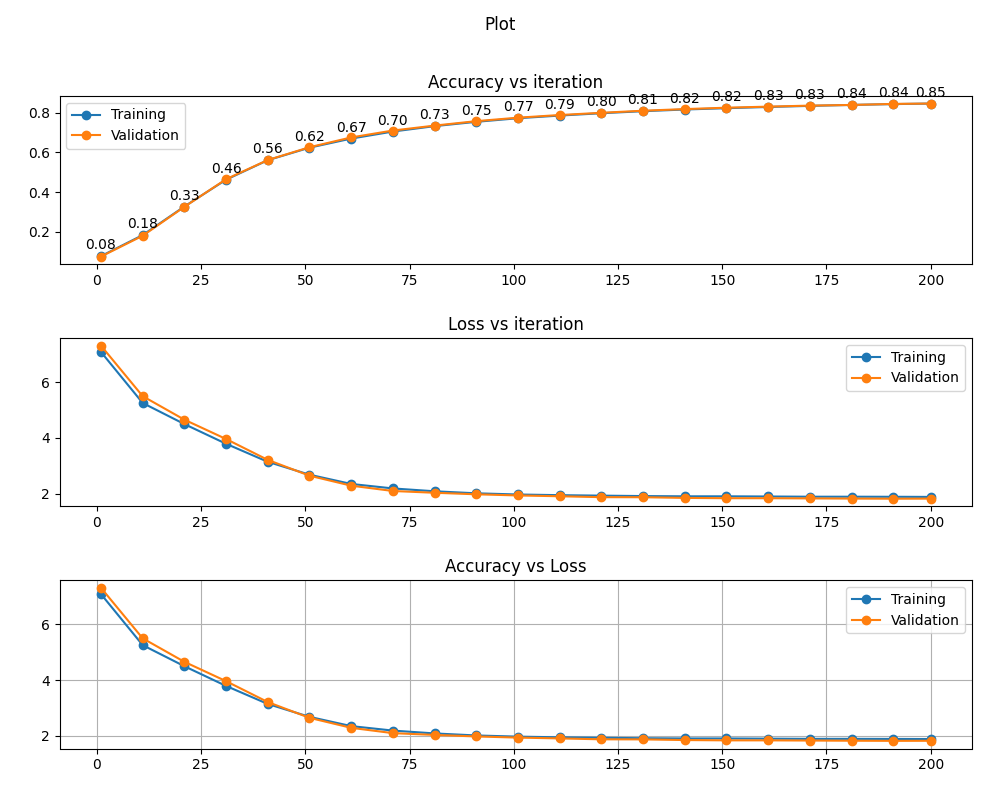 Plot
Accuracy vs iteration
Training
Validation
0.08 0.18 0.33 0.46 0.56 0.62 0.67 0.70 0.73 0.75 0.77 0.79 0.80 0.81 0.82 0.82 0.83 0.83 0.84 0.84 0.85
0.8
0.6
0.4
0.2
0 25 50 75 100 125 150 175 200
Loss vs iteration
Training
Validation
6
4
2
0 25 50 75 100 125 150 175 200
Accuracy vs Loss
Training
Validation
6
4
2
0 25 50 75 100 125 150 175 200